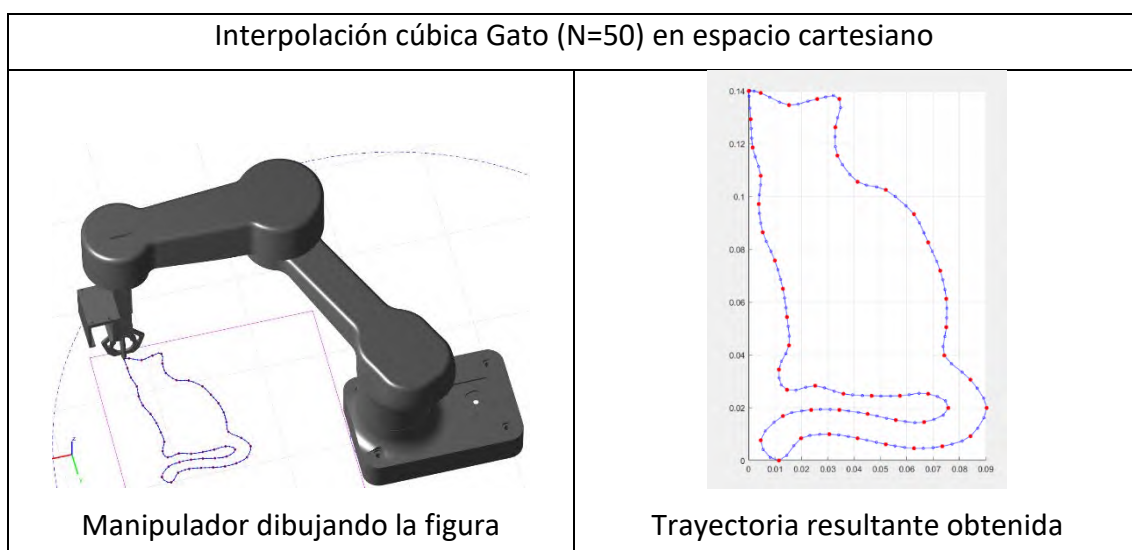 Interpolación cúbica Gato (N=50) en espacio cartesiano
0.14
0.12
0.1
0.08
0.06
0.04
0.02
0
0 0.01 0.02 0.03 0.04 0.05 0.06 0.07 0.08 0.09
Manipulador dibujando la figura
Trayectoria resultante obtenida